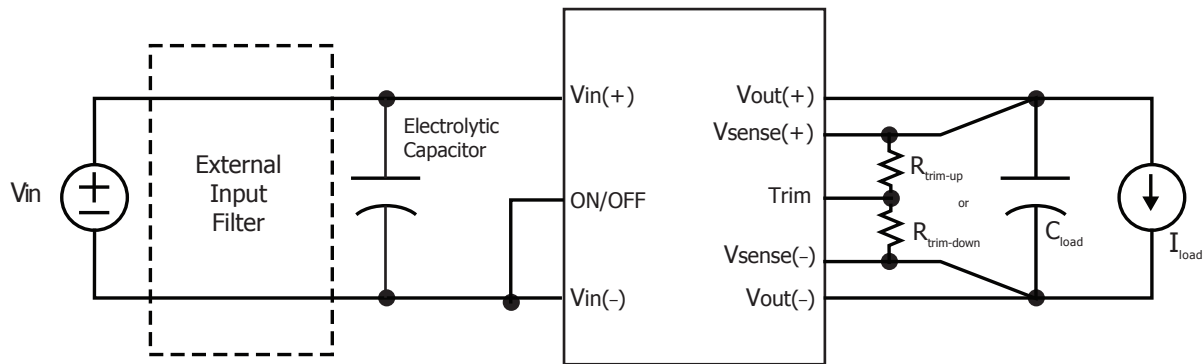 Vin
External
Input
Filter
Electrolytic
Capacitor
Vin(+)
ON/OFF
Vin(–)
Vout(+)
Vsense(+)
Trim
Vsense(–)
Vout(–)
Rtrim-up
or
Rtrim-down
Cload
Iload